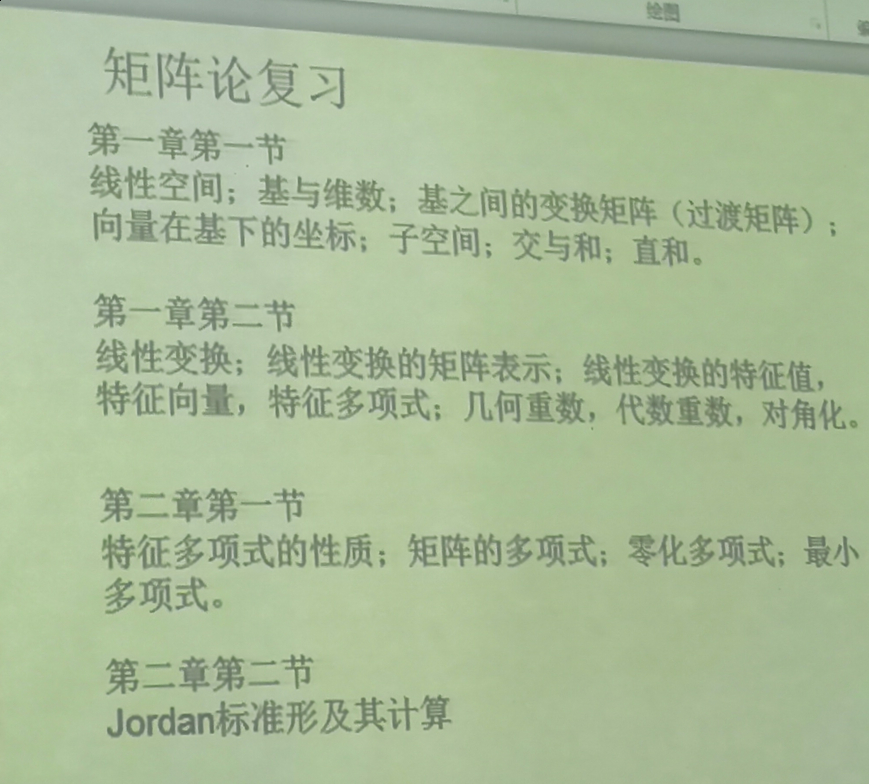 绘图
矩阵论复习
第一章第一节
线性空间；基与维数；基之间的变换矩阵（过渡矩阵）；
向量在基下的坐标；子空间；交与和；直和。
第一章第二节
线性变换；线性变换的矩阵表示；线性变换的特征值，
特征向量，特征多项式；几何重数，代数重数，对角化。
第二章第一节
特征多项式的性质；矩阵的多项式；零化多项式；最小
多项式。
第二章第二节
Jordan标准形及其计算